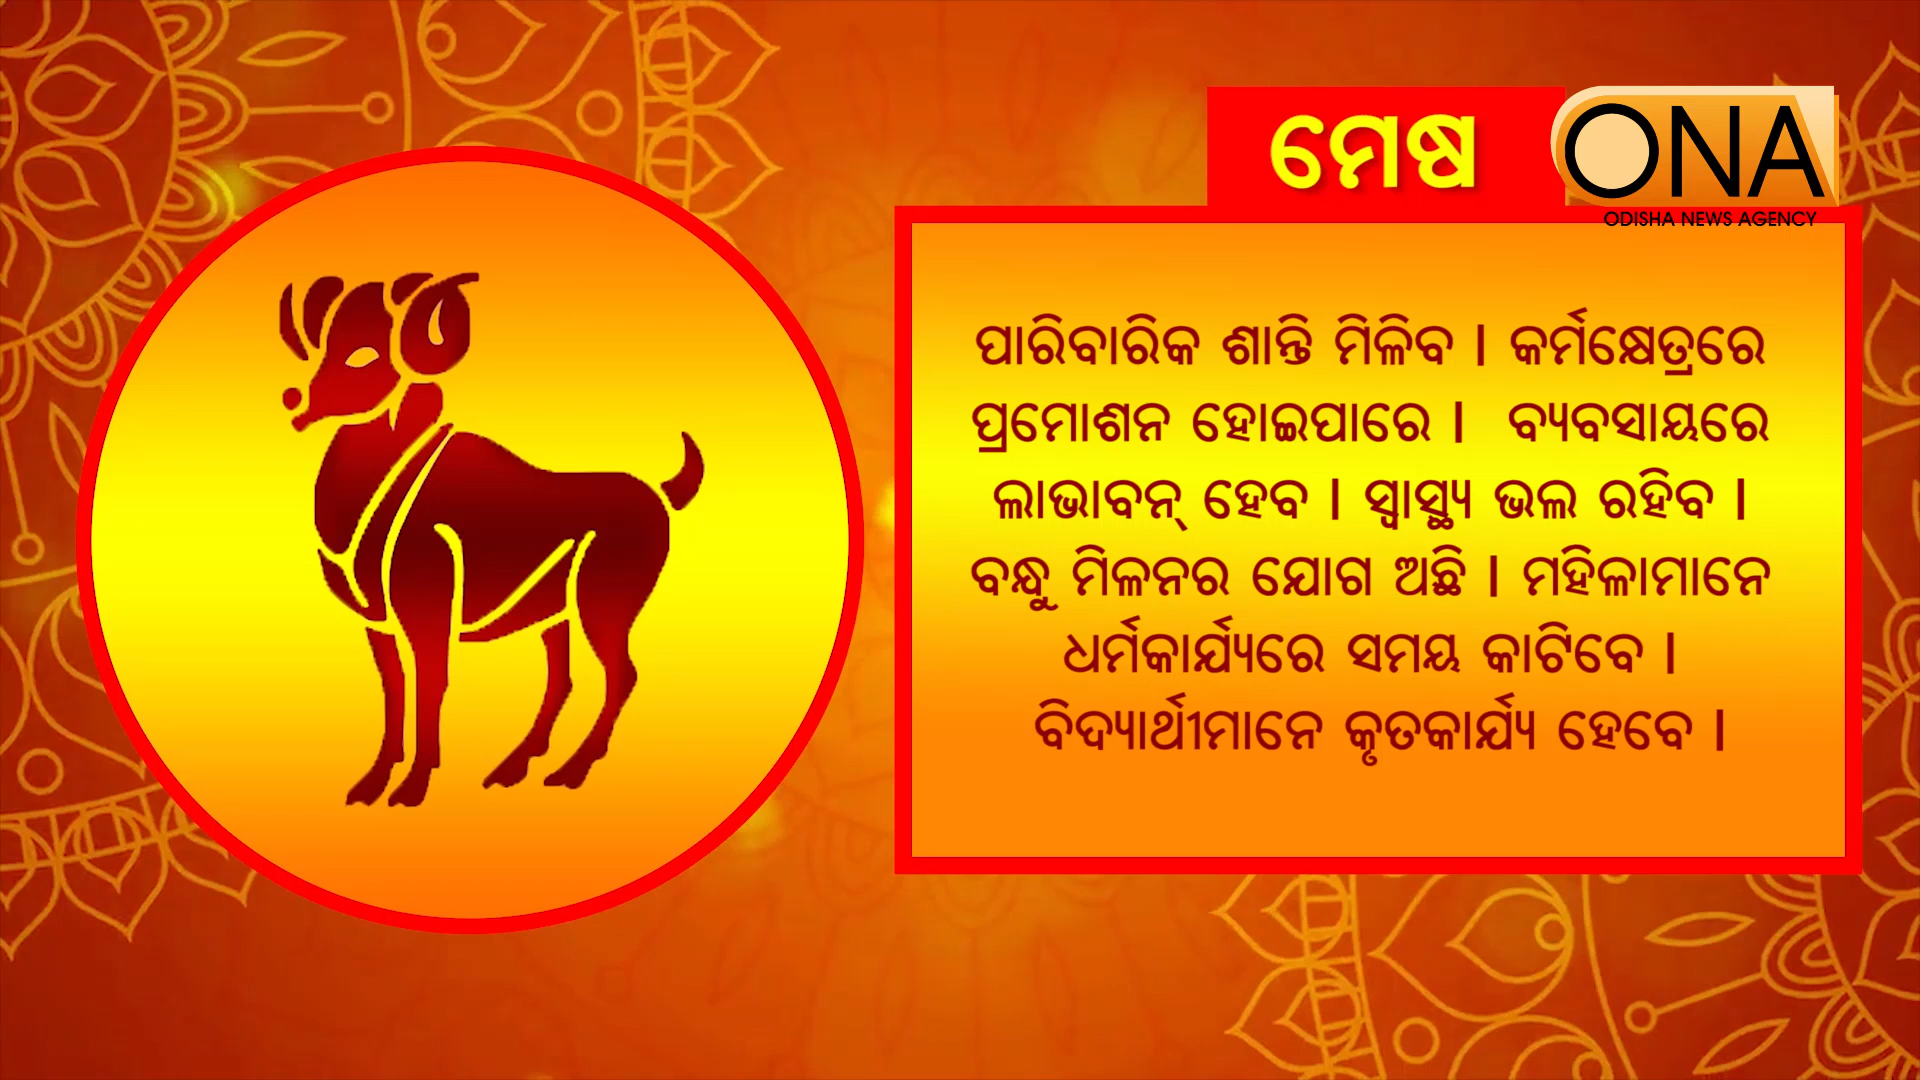 ମେଷ
ONA
ODISHA NEWS AGENCY
ପାରିବାରିକ ଶାନ୍ତି ମିଳିବ । କର୍ମକ୍ଷେତ୍ରରେ
ପ୍ରମୋଶନ ହୋଇପାରେ । ବ୍ୟବସାୟରେ
ଲାଭାବନ୍ ହେବ । ସ୍ୱାସ୍ଥ୍ୟ ଭଲ ରହିବ ।
ବନ୍ଧୁ ମିଳନର ଯୋଗ ଅଛି । ମହିଳାମାନେ
ଧର୍ମକାର୍ଯ୍ୟରେ ସମୟ କାଟିବେ ।
ବିଦ୍ୟାର୍ଥୀମାନେ କୃତକାର୍ଯ୍ୟ ହେବେ ।